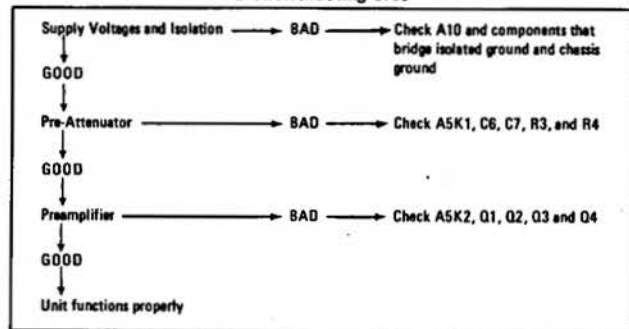 Supply Voltages and Isolation BAD Check A10 and components that
bridge isolated ground and chassis
ground
GOOD
Pre-Attenuator BAD Check A5K1, C6, C7, R3, and R4
GOOD
Preamplifier BAD Check A5K2, Q1, Q2, Q3 and Q4
GOOD
Unit functions properly